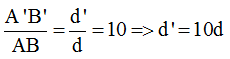 A'B'/AB = d'/d = 10 => d' = 10d